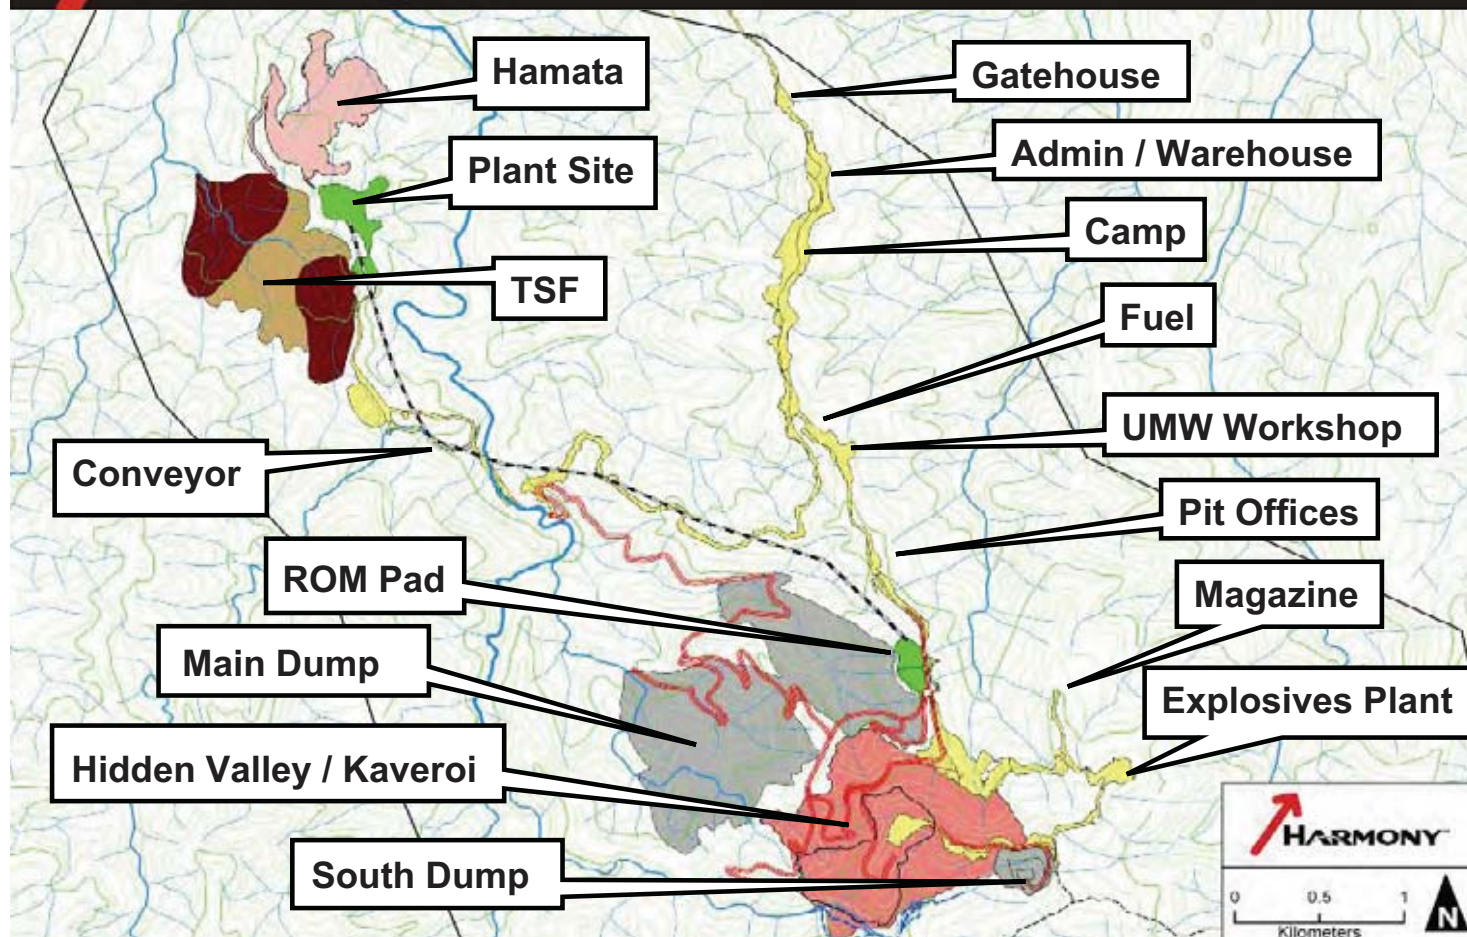 Hamata
Gatehouse
Plant Site
Admin / Warehouse
Camp
TSF
Fuel
UMW Workshop
Conveyor
Pit Offices
ROM Pad
Magazine
Main Dump
Explosives Plant
Hidden Valley / Kaveroi
South Dump
HARMONY
0 0.5 1
Kilometers
N